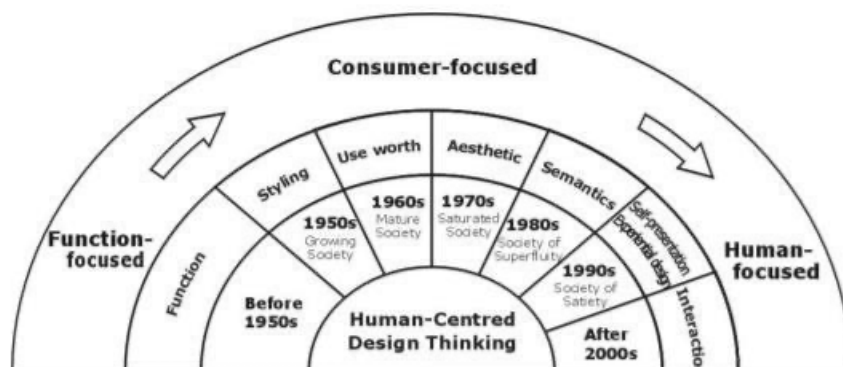 Consumer-focused
Function-
focused
Human-
focused
Function
Styling
Use worth
Aesthetic
Semantics
Self-presentation
Experiential design
Interactio
Before
1950s
1950s
Growing
Society
1960s
Mature
Society
1970s
Saturated
Society
1980s
Society of
Superfluity
1990s
Society of
Satiety
After
2000s
Human-Centred
Design Thinking